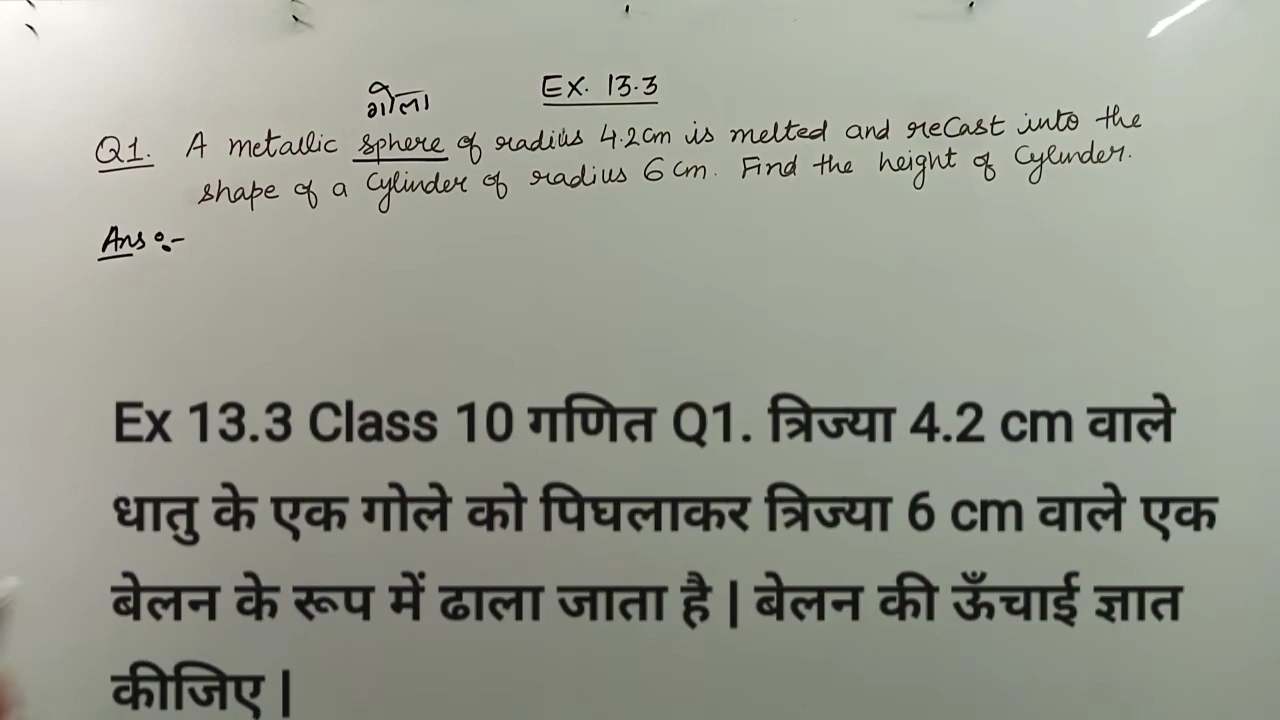 Ex. 13.3
गोला
Q1. A metallic sphere of radius 4.2cm is melted and recast into the
shape of a cylinder of radius 6 cm. Find the height of cylinder.
Ans :-
Ex 13.3 Class 10 गणित Q1. त्रिज्या 4.2 cm वाले
धातु के एक गोले को पिघलाकर त्रिज्या 6 cm वाले एक
बेलन के रूप में ढाला जाता है | बेलन की ऊँचाई ज्ञात
कीजिए |